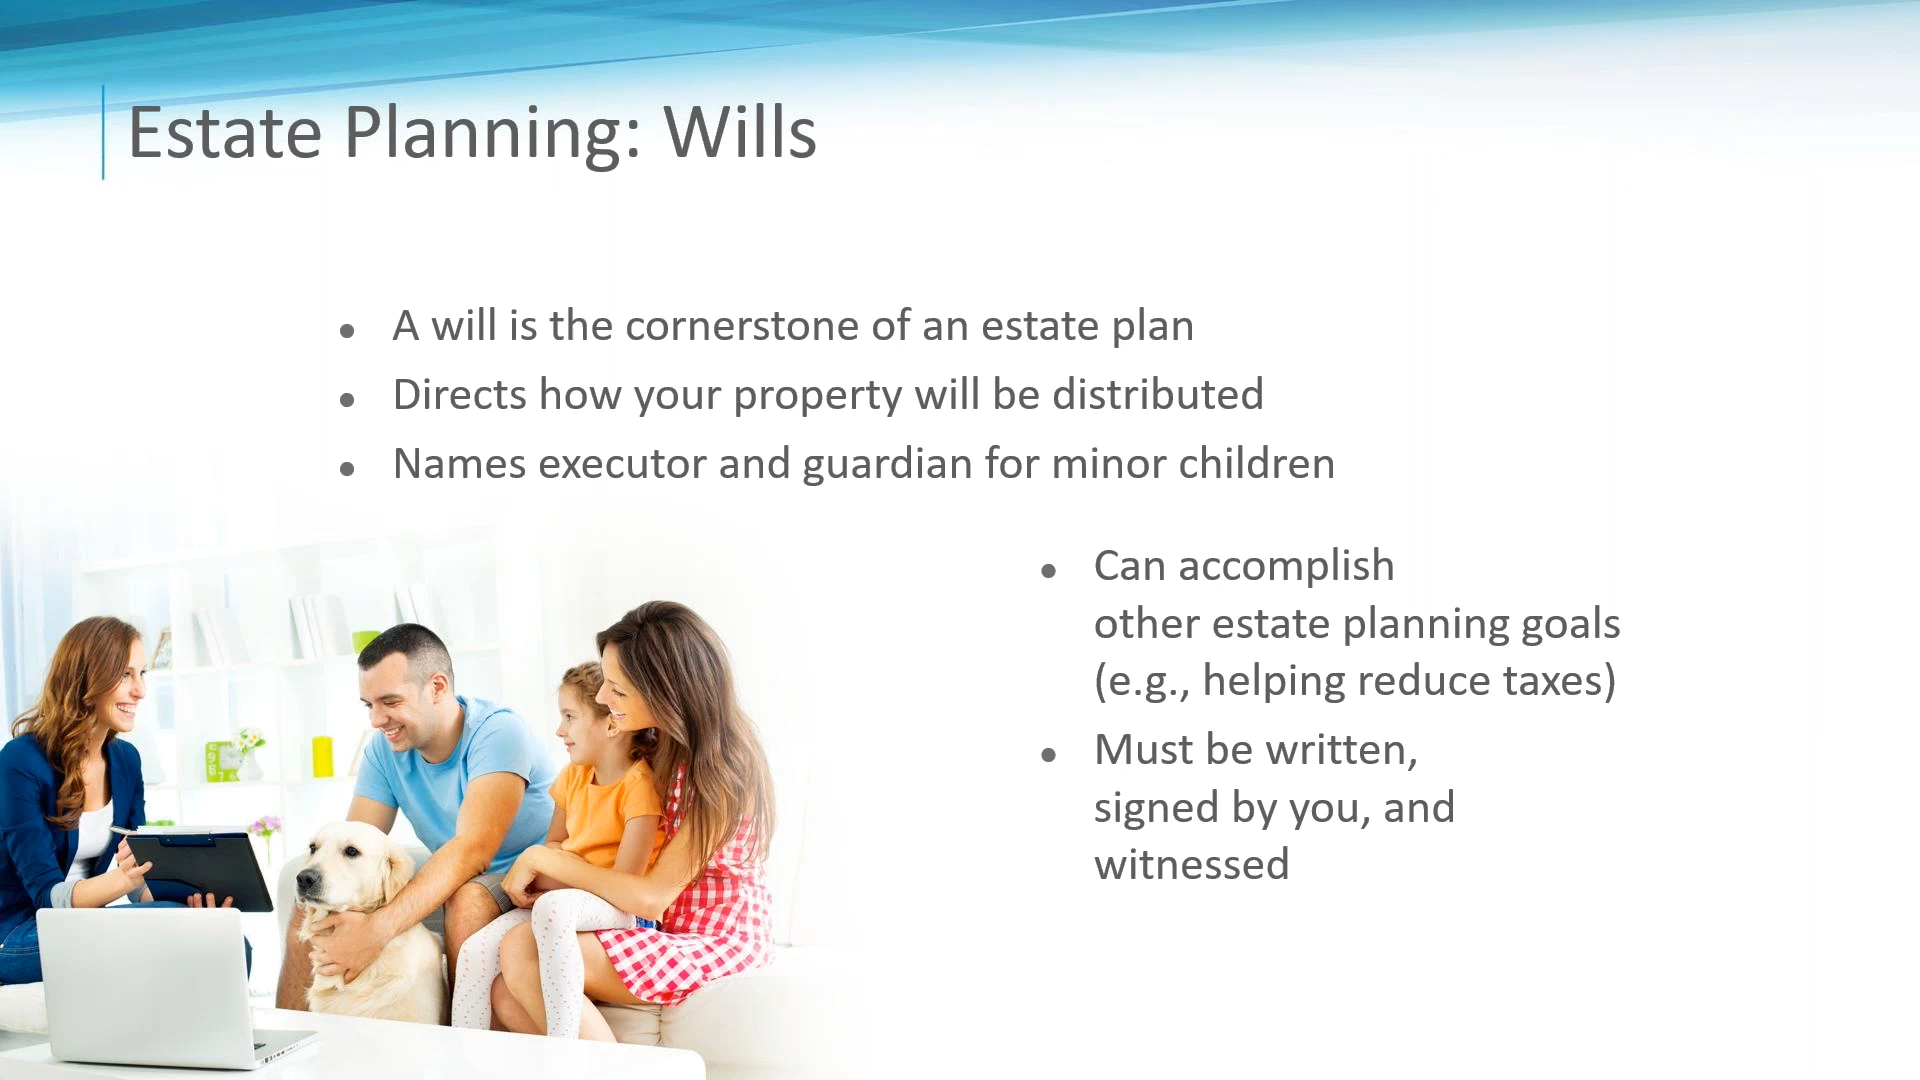 Estate Planning: Wills
● A will is the cornerstone of an estate plan
● Directs how your property will be distributed
● Names executor and guardian for minor children
● Can accomplish
other estate planning goals
(e.g., helping reduce taxes)
● Must be written,
signed by you, and
witnessed